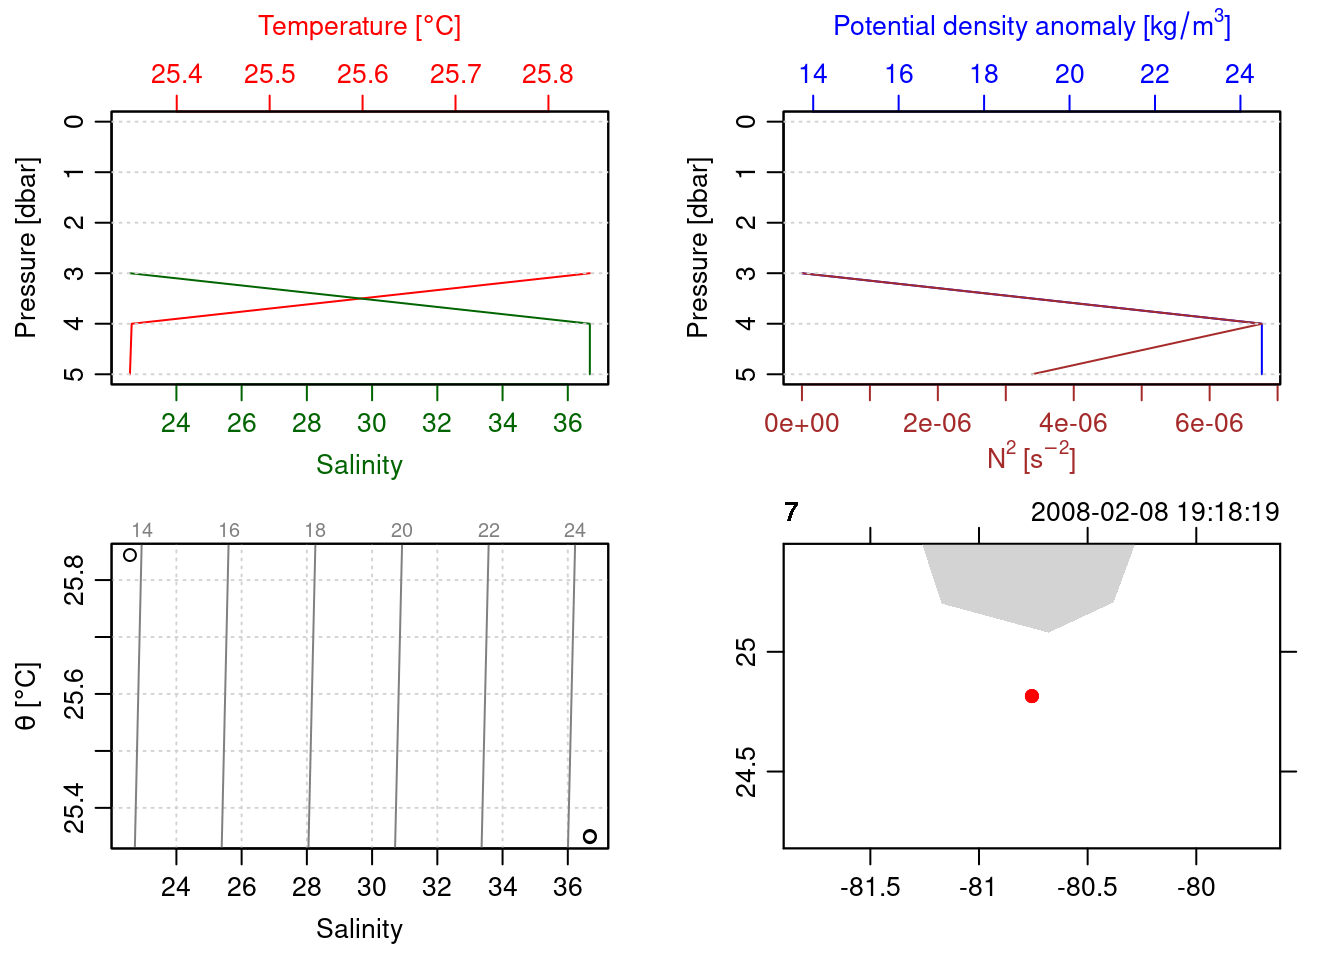 Temperature [°C]
25.4 25.5 25.6 25.7 25.8
Pressure [dbar]
0
1
2
3
4
5
24 26 28 30 32 34 36
Salinity
Potential density anomaly [kg/m³]
14 16 18 20 22 24
Pressure [dbar]
0
1
2
3
4
5
0e+00 2e-06 4e-06 6e-06
N² [s⁻²]
14 16 18 20 22 24
θ [°C]
25.8
25.6
25.4
24 26 28 30 32 34 36
Salinity
7 2008-02-08 19:18:19
25
24.5
-81.5 -81 -80.5 -80